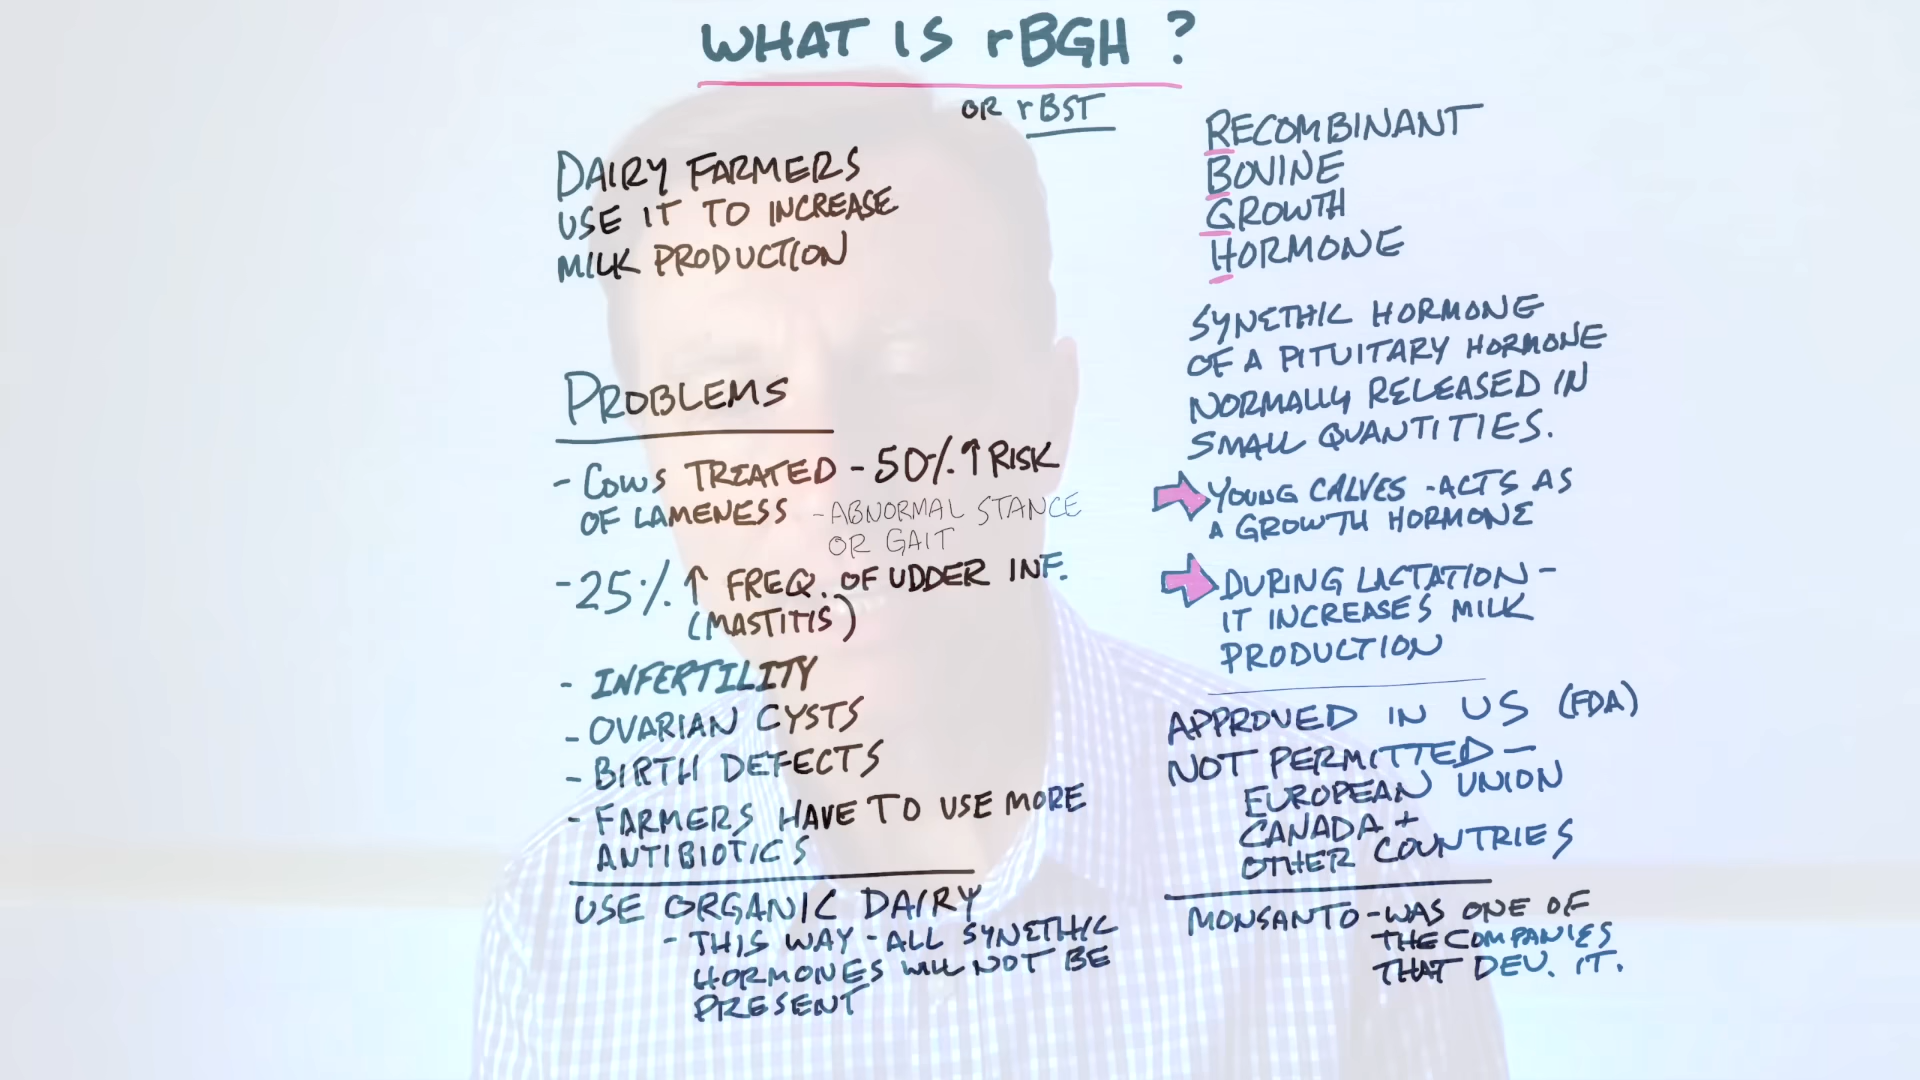 WHAT IS rBGH ?
OR rBST
DAIRY FARMERS
USE IT TO INCREASE
MILK PRODUCTION
PROBLEMS
- COWS TREATED - 50% ↑ RISK
OF LAMENESS - ABNORMAL STANCE
OR GAIT
- 25% ↑ FREQ. OF UDDER INF.
(MASTITIS)
- INFERTILITY
- OVARIAN CYSTS
- BIRTH DEFECTS
- FARMERS HAVE TO USE MORE
ANTIBIOTICS
USE ORGANIC DAIRY
- THIS WAY - ALL SYNETHIC
HORMONES WILL NOT BE
PRESENT
RECOMBINANT
BOVINE
GROWTH
HORMONE
SYNETHIC HORMONE
OF A PITUITARY HORMONE
NORMALLY RELEASED IN
SMALL QUANTITIES.
YOUNG CALVES - ACTS AS
A GROWTH HORMONE
DURING LACTATION -
IT INCREASES MILK
PRODUCTION
APPROVED IN US (FDA)
NOT PERMITTED -
EUROPEAN UNION
CANADA +
OTHER COUNTRIES
MONSANTO - WAS ONE OF
THE COMPANIES
THAT DEV. IT.